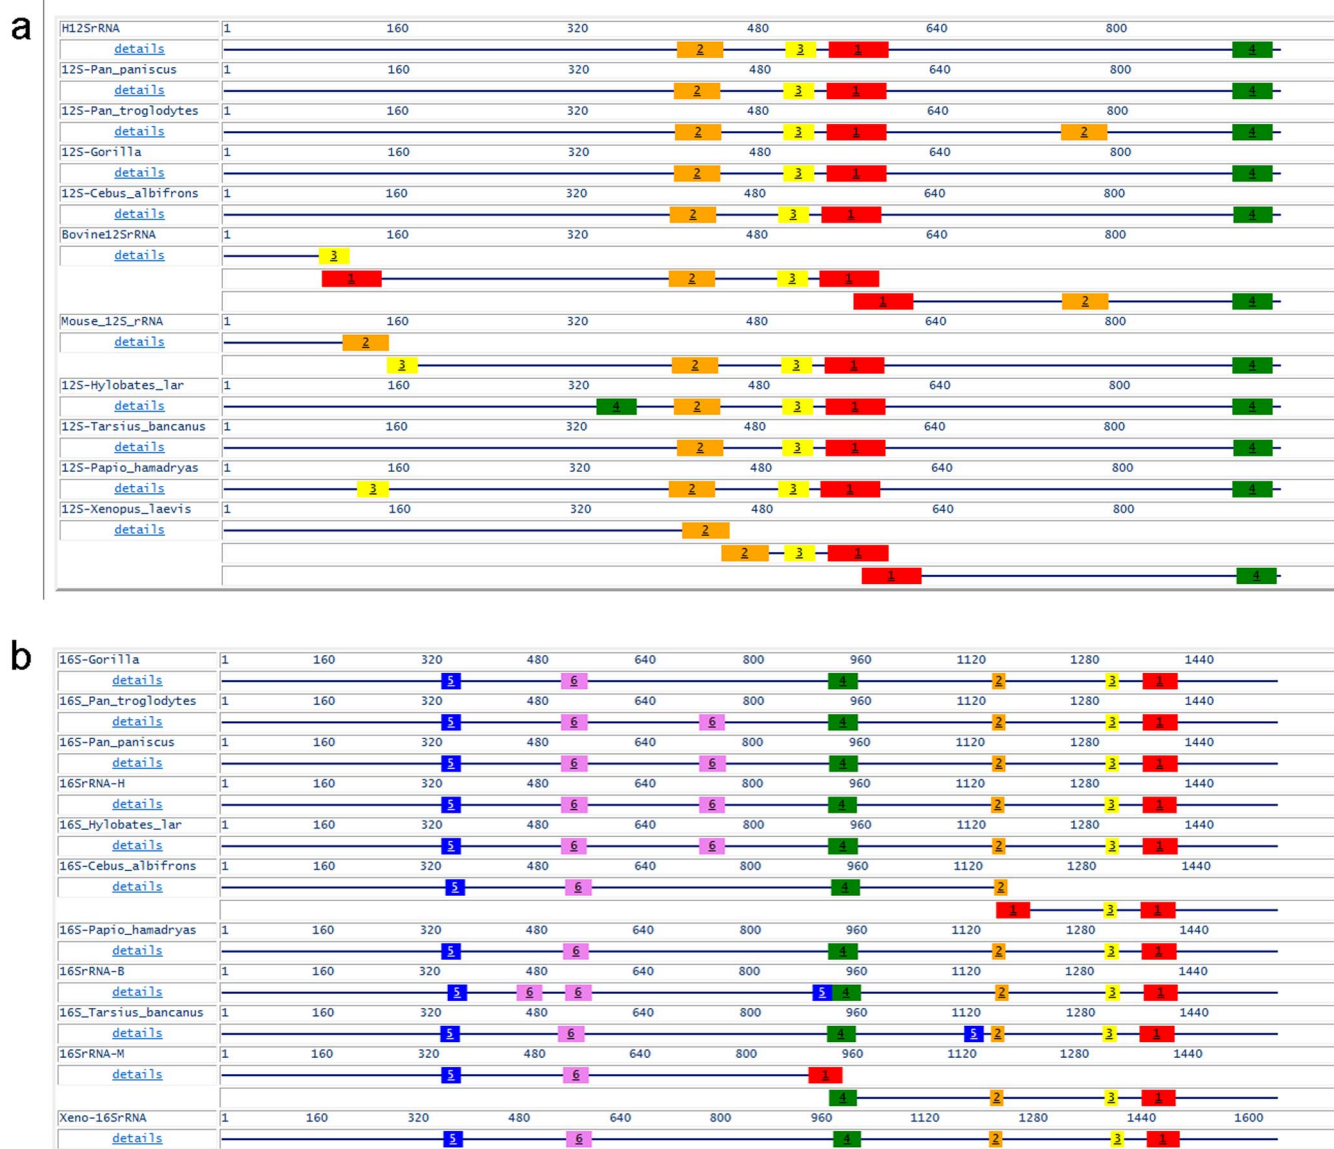 a
H12SrRNA 1 160 320 480 640 800
details 2 3 1 4
12S-Pan_paniscus 1 160 320 480 640 800
details 2 3 1 4
12S-Pan_troglodytes 1 160 320 480 640 800
details 2 3 1 2 4
12S-Gorilla 1 160 320 480 640 800
details 2 3 1 4
12S-Cebus_albifrons 1 160 320 480 640 800
details 2 3 1 4
Bovine12SrRNA 1 160 320 480 640 800
details 3
1 2 3 1
1 2 4
Mouse_12S_rRNA 1 160 320 480 640 800
details 2
3 2 3 1 4
12S-Hylobates_lar 1 160 320 480 640 800
details 4 2 3 1 4
12S-Tarsius_bancanus 1 160 320 480 640 800
details 2 3 1 4
12S-Papio_hamadryas 1 160 320 480 640 800
details 3 2 3 1 4
12S-Xenopus_laevis 1 160 320 480 640 800
details 2
2 3 1
1 4
b
16S-Gorilla 1 160 320 480 640 800 960 1120 1280 1440
details 5 6 4 2 3 1
16S_Pan_troglodytes 1 160 320 480 640 800 960 1120 1280 1440
details 5 6 6 4 2 3 1
16S-Pan_paniscus 1 160 320 480 640 800 960 1120 1280 1440
details 5 6 6 4 2 3 1
16SrRNA-H 1 160 320 480 640 800 960 1120 1280 1440
details 5 6 6 4 2 3 1
16S_Hylobates_lar 1 160 320 480 640 800 960 1120 1280 1440
details 5 6 6 4 2 3 1
16S-Cebus_albifrons 1 160 320 480 640 800 960 1120 1280 1440
details 5 6 4 2
1 3 1
16S-Papio_hamadryas 1 160 320 480 640 800 960 1120 1280 1440
details 5 6 4 2 3 1
16SrRNA-B 1 160 320 480 640 800 960 1120 1280 1440
details 5 6 6 5 4 2 3 1
16S_Tarsius_bancanus 1 160 320 480 640 800 960 1120 1280 1440
details 5 6 4 5 2 3 1
16SrRNA-M 1 160 320 480 640 800 960 1120 1280 1440
details 5 6 1
4 2 3 1
Xeno-16SrRNA 1 160 320 480 640 800 960 1120 1280 1440 1600
details 5 6 4 2 3 1